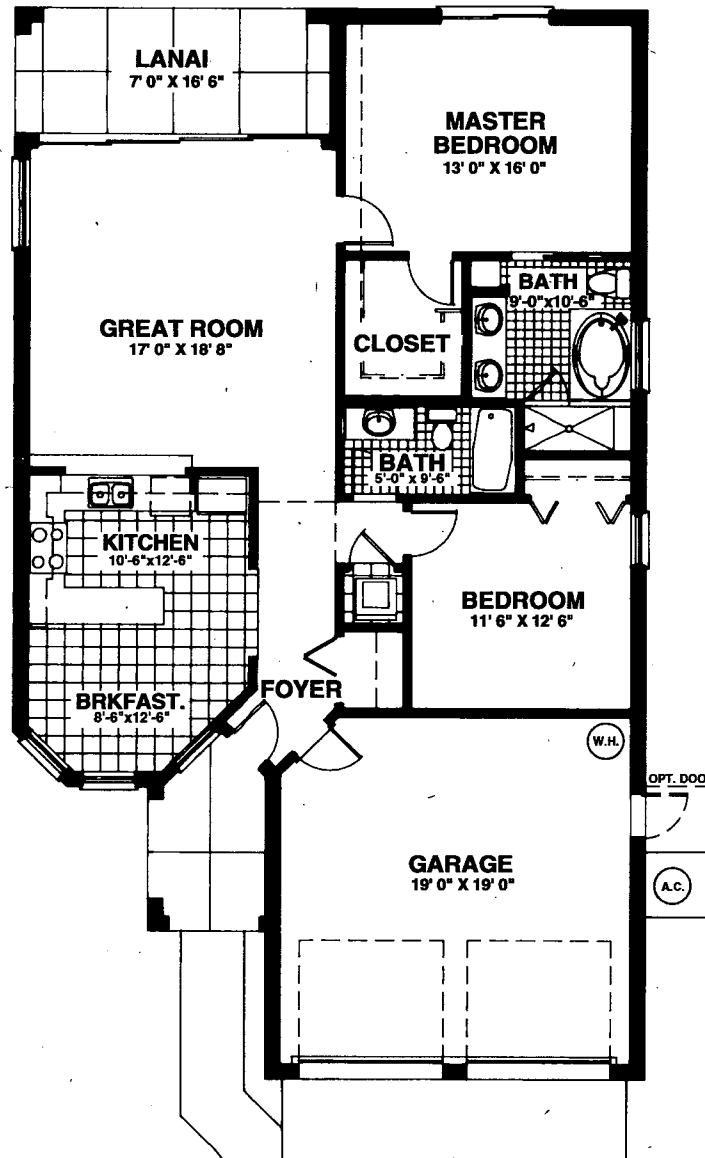 LANAI
7' 0" X 16' 6"
MASTER
BEDROOM
13' 0" X 16' 0"
BATH
9'-0"x10'-6"
GREAT ROOM
17' 0" X 18' 8"
CLOSET
BATH
5'-0" x 9'-6"
KITCHEN
10'-6"x12'-6"
BEDROOM
11' 6" X 12' 6"
FOYER
BRKFAST.
8'-6"x12'-6"
W.H.
OPT. DOO
GARAGE
19' 0" X 19' 0"
A.C.